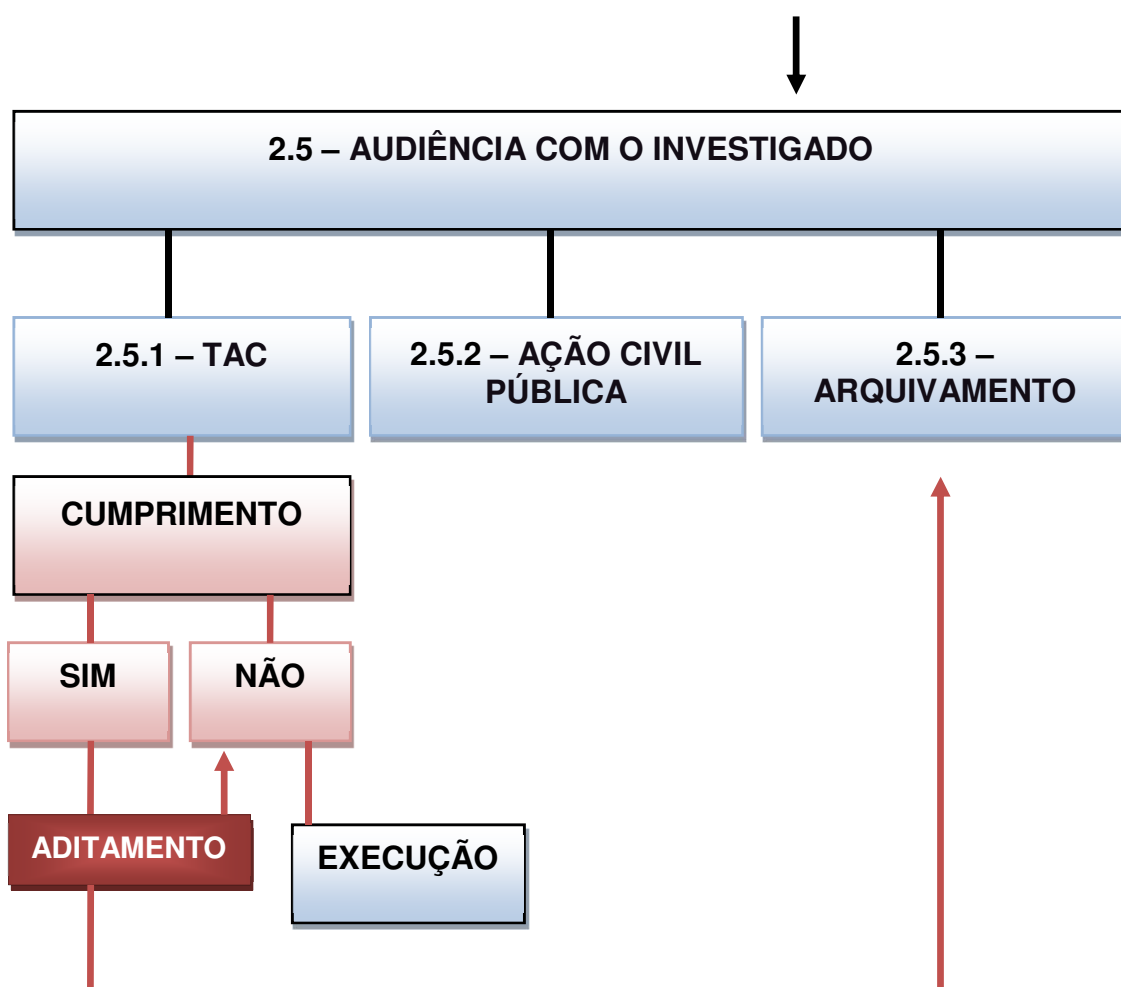 2.5 – AUDIÊNCIA COM O INVESTIGADO
2.5.1 – TAC
2.5.2 – AÇÃO CIVIL
PÚBLICA
2.5.3 –
ARQUIVAMENTO
CUMPRIMENTO
SIM
NÃO
ADITAMENTO
EXECUÇÃO